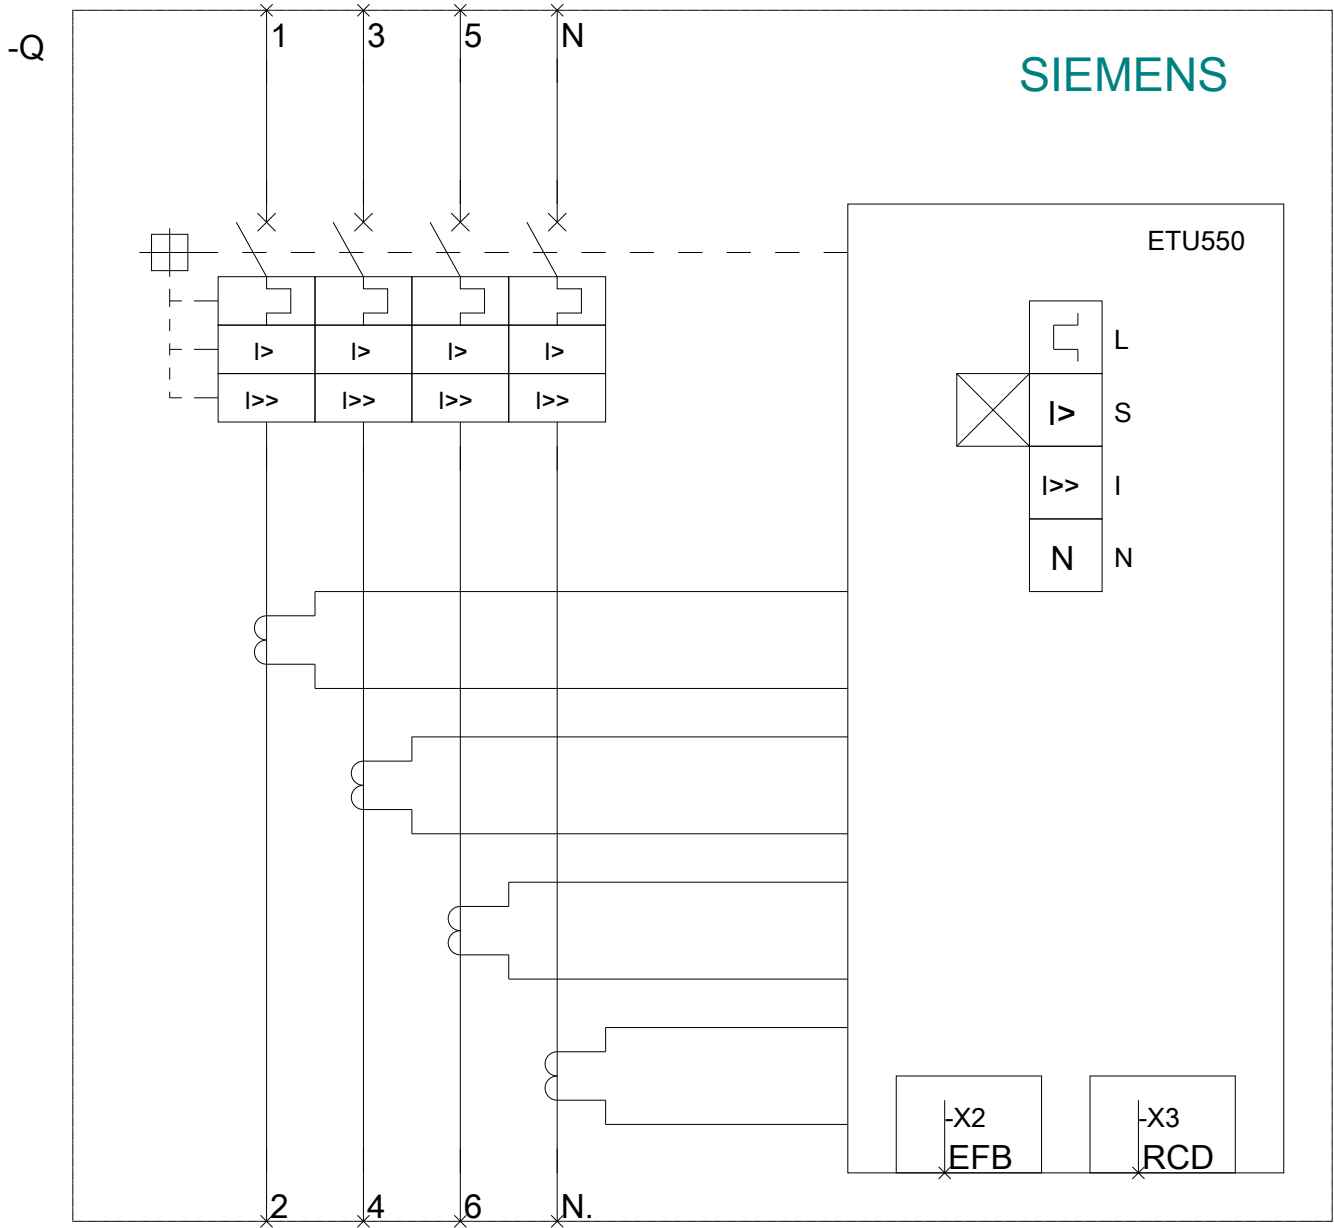 1 3 5 N
-Q
SIEMENS
ETU550
I> I> I> I>
I>> I>> I>> I>>
L
I> S
I>> I
N N
-X2 -X3
EFB RCD
2 4 6 N.